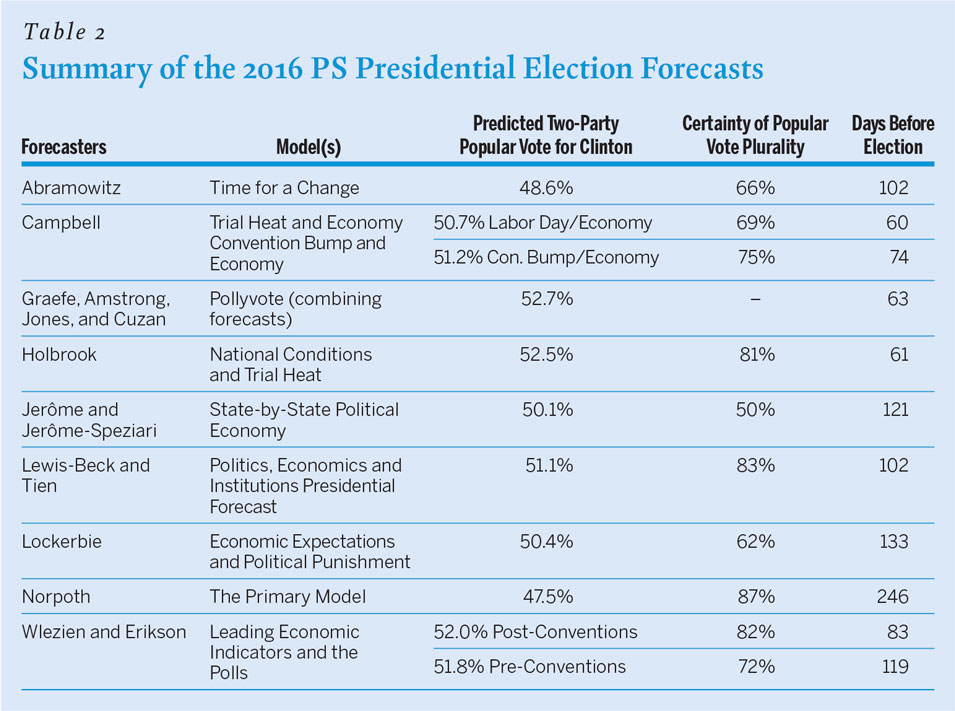 Table 2
Summary of the 2016 PS Presidential Election Forecasts
Forecasters Model(s) Predicted Two-Party Popular Vote for Clinton Certainty of Popular Vote Plurality Days Before Election
Abramowitz Time for a Change 48.6% 66% 102
Campbell Trial Heat and Economy 50.7% Labor Day/Economy 69% 60
Convention Bump and
Economy 51.2% Con. Bump/Economy 75% 74
Graefe, Amstrong, Pollyvote (combining 52.7% – 63
Jones, and Cuzan forecasts)
Holbrook National Conditions 52.5% 81% 61
and Trial Heat
Jerôme and State-by-State Political 50.1% 50% 121
Jerôme-Speziari Economy
Lewis-Beck and Politics, Economics and 51.1% 83% 102
Tien Institutions Presidential
Forecast
Lockerbie Economic Expectations 50.4% 62% 133
and Political Punishment
Norpoth The Primary Model 47.5% 87% 246
Wlezien and Erikson Leading Economic 52.0% Post-Conventions 82% 83
Indicators and the
Polls 51.8% Pre-Conventions 72% 119